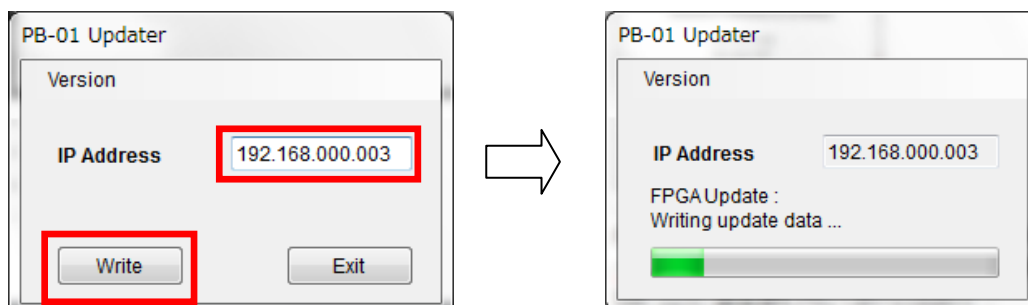 PB-01 Updater
Version
IP Address 192.168.000.003
Write Exit
PB-01 Updater
Version
IP Address 192.168.000.003
FPGA Update :
Writing update data ...